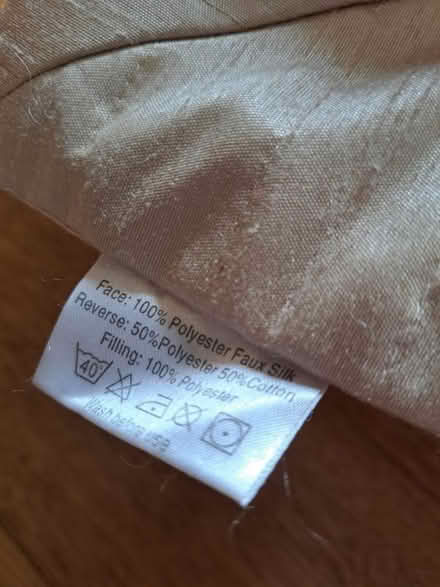 Face: 100% Polyester Faux Silk
Reverse: 50%Polyester 50%Cotton
Filling: 100% Polyester
40°
Wash before use